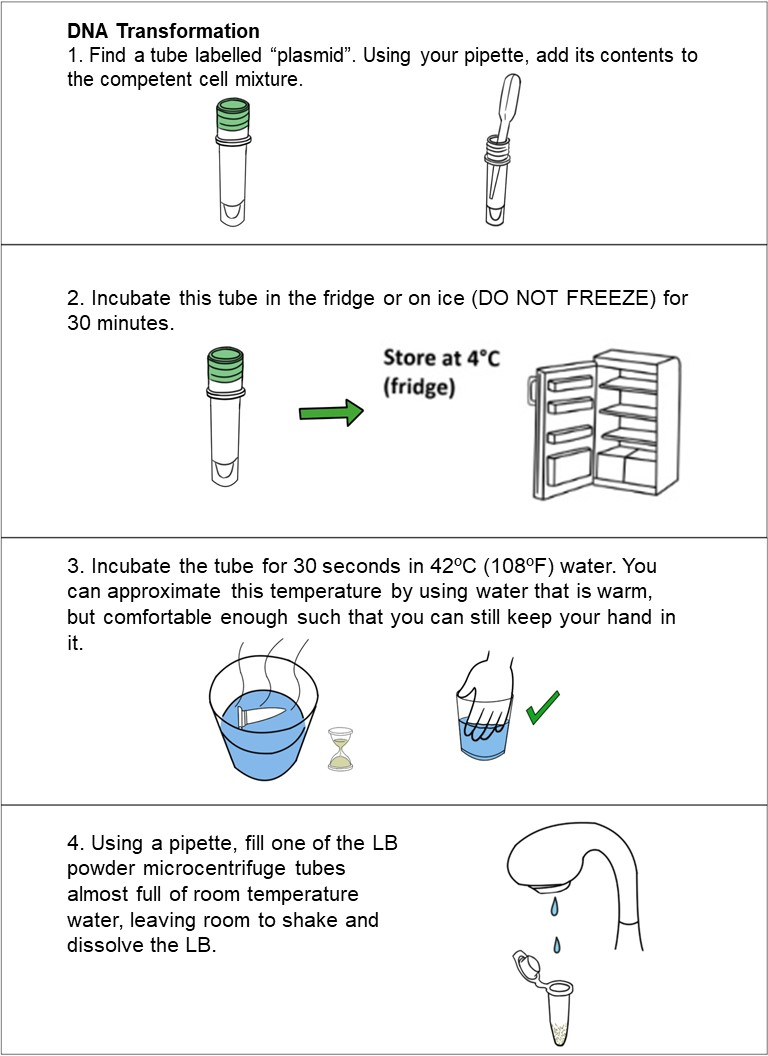 DNA Transformation
1. Find a tube labelled “plasmid”. Using your pipette, add its contents to
the competent cell mixture.
2. Incubate this tube in the fridge or on ice (DO NOT FREEZE) for
30 minutes.
Store at 4°C
(fridge)
3. Incubate the tube for 30 seconds in 42ºC (108ºF) water. You
can approximate this temperature by using water that is warm,
but comfortable enough such that you can still keep your hand in
it.
4. Using a pipette, fill one of the LB
powder microcentrifuge tubes
almost full of room temperature
water, leaving room to shake and
dissolve the LB.